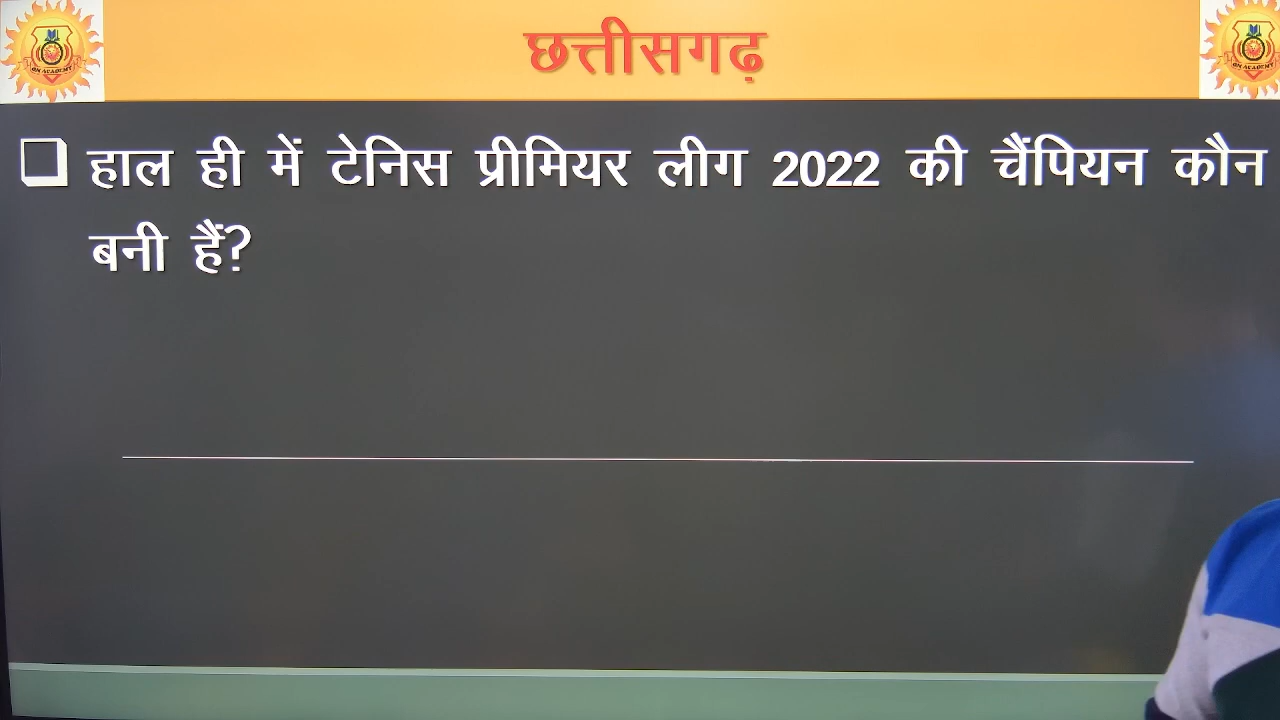 छत्तीसगढ़
हाल ही में टेनिस प्रीमियर लीग 2022 की चैंपियन कौन
बनी हैं?